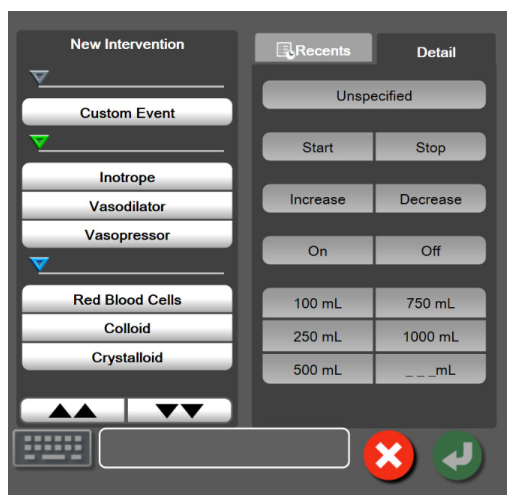 New Intervention
Custom Event
Inotrope
Vasodilator
Vasopressor
Red Blood Cells
Colloid
Crystalloid
Recents
Detail
Unspecified
Start Stop
Increase Decrease
On Off
100 mL 750 mL
250 mL 1000 mL
500 mL _ _ _mL